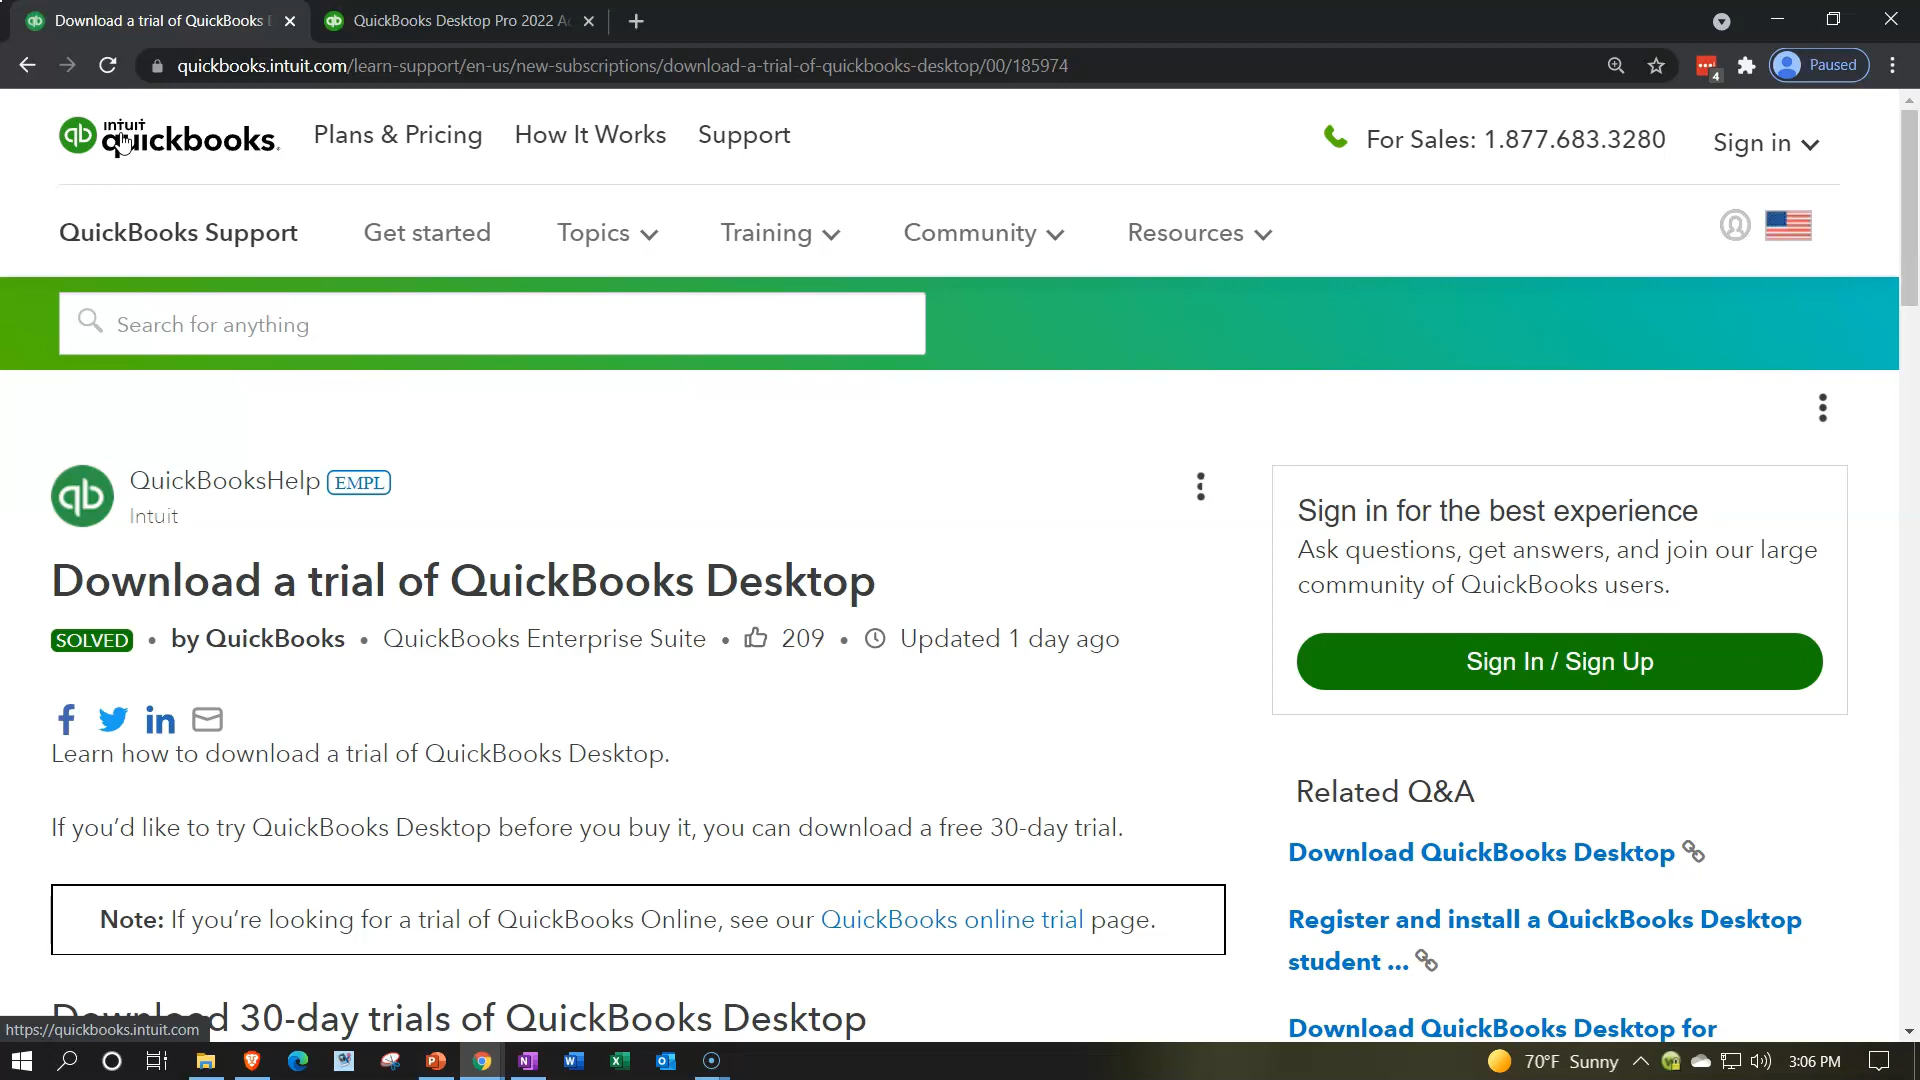 Download a trial of QuickBooks
QuickBooks Desktop Pro 2022 A
quickbooks.intuit.com/learn-support/en-us/new-subscriptions/download-a-trial-of-quickbooks-desktop/00/185974
4
Paused
qb intuit quickbooks.
Plans & Pricing
How It Works
Support
For Sales: 1.877.683.3280
Sign in
QuickBooks Support
Get started
Topics
Training
Community
Resources
Search for anything
qb
QuickBooksHelp EMPL
Intuit
Download a trial of QuickBooks Desktop
SOLVED • by QuickBooks • QuickBooks Enterprise Suite • 209 • Updated 1 day ago
Learn how to download a trial of QuickBooks Desktop.
If you’d like to try QuickBooks Desktop before you buy it, you can download a free 30-day trial.
Note: If you’re looking for a trial of QuickBooks Online, see our QuickBooks online trial page.
Download 30-day trials of QuickBooks Desktop
Sign in for the best experience
Ask questions, get answers, and join our large
community of QuickBooks users.
Sign In / Sign Up
Related Q&A
Download QuickBooks Desktop
Register and install a QuickBooks Desktop
student ...
Download QuickBooks Desktop for
https://quickbooks.intuit.com
70°F Sunny
3:06 PM